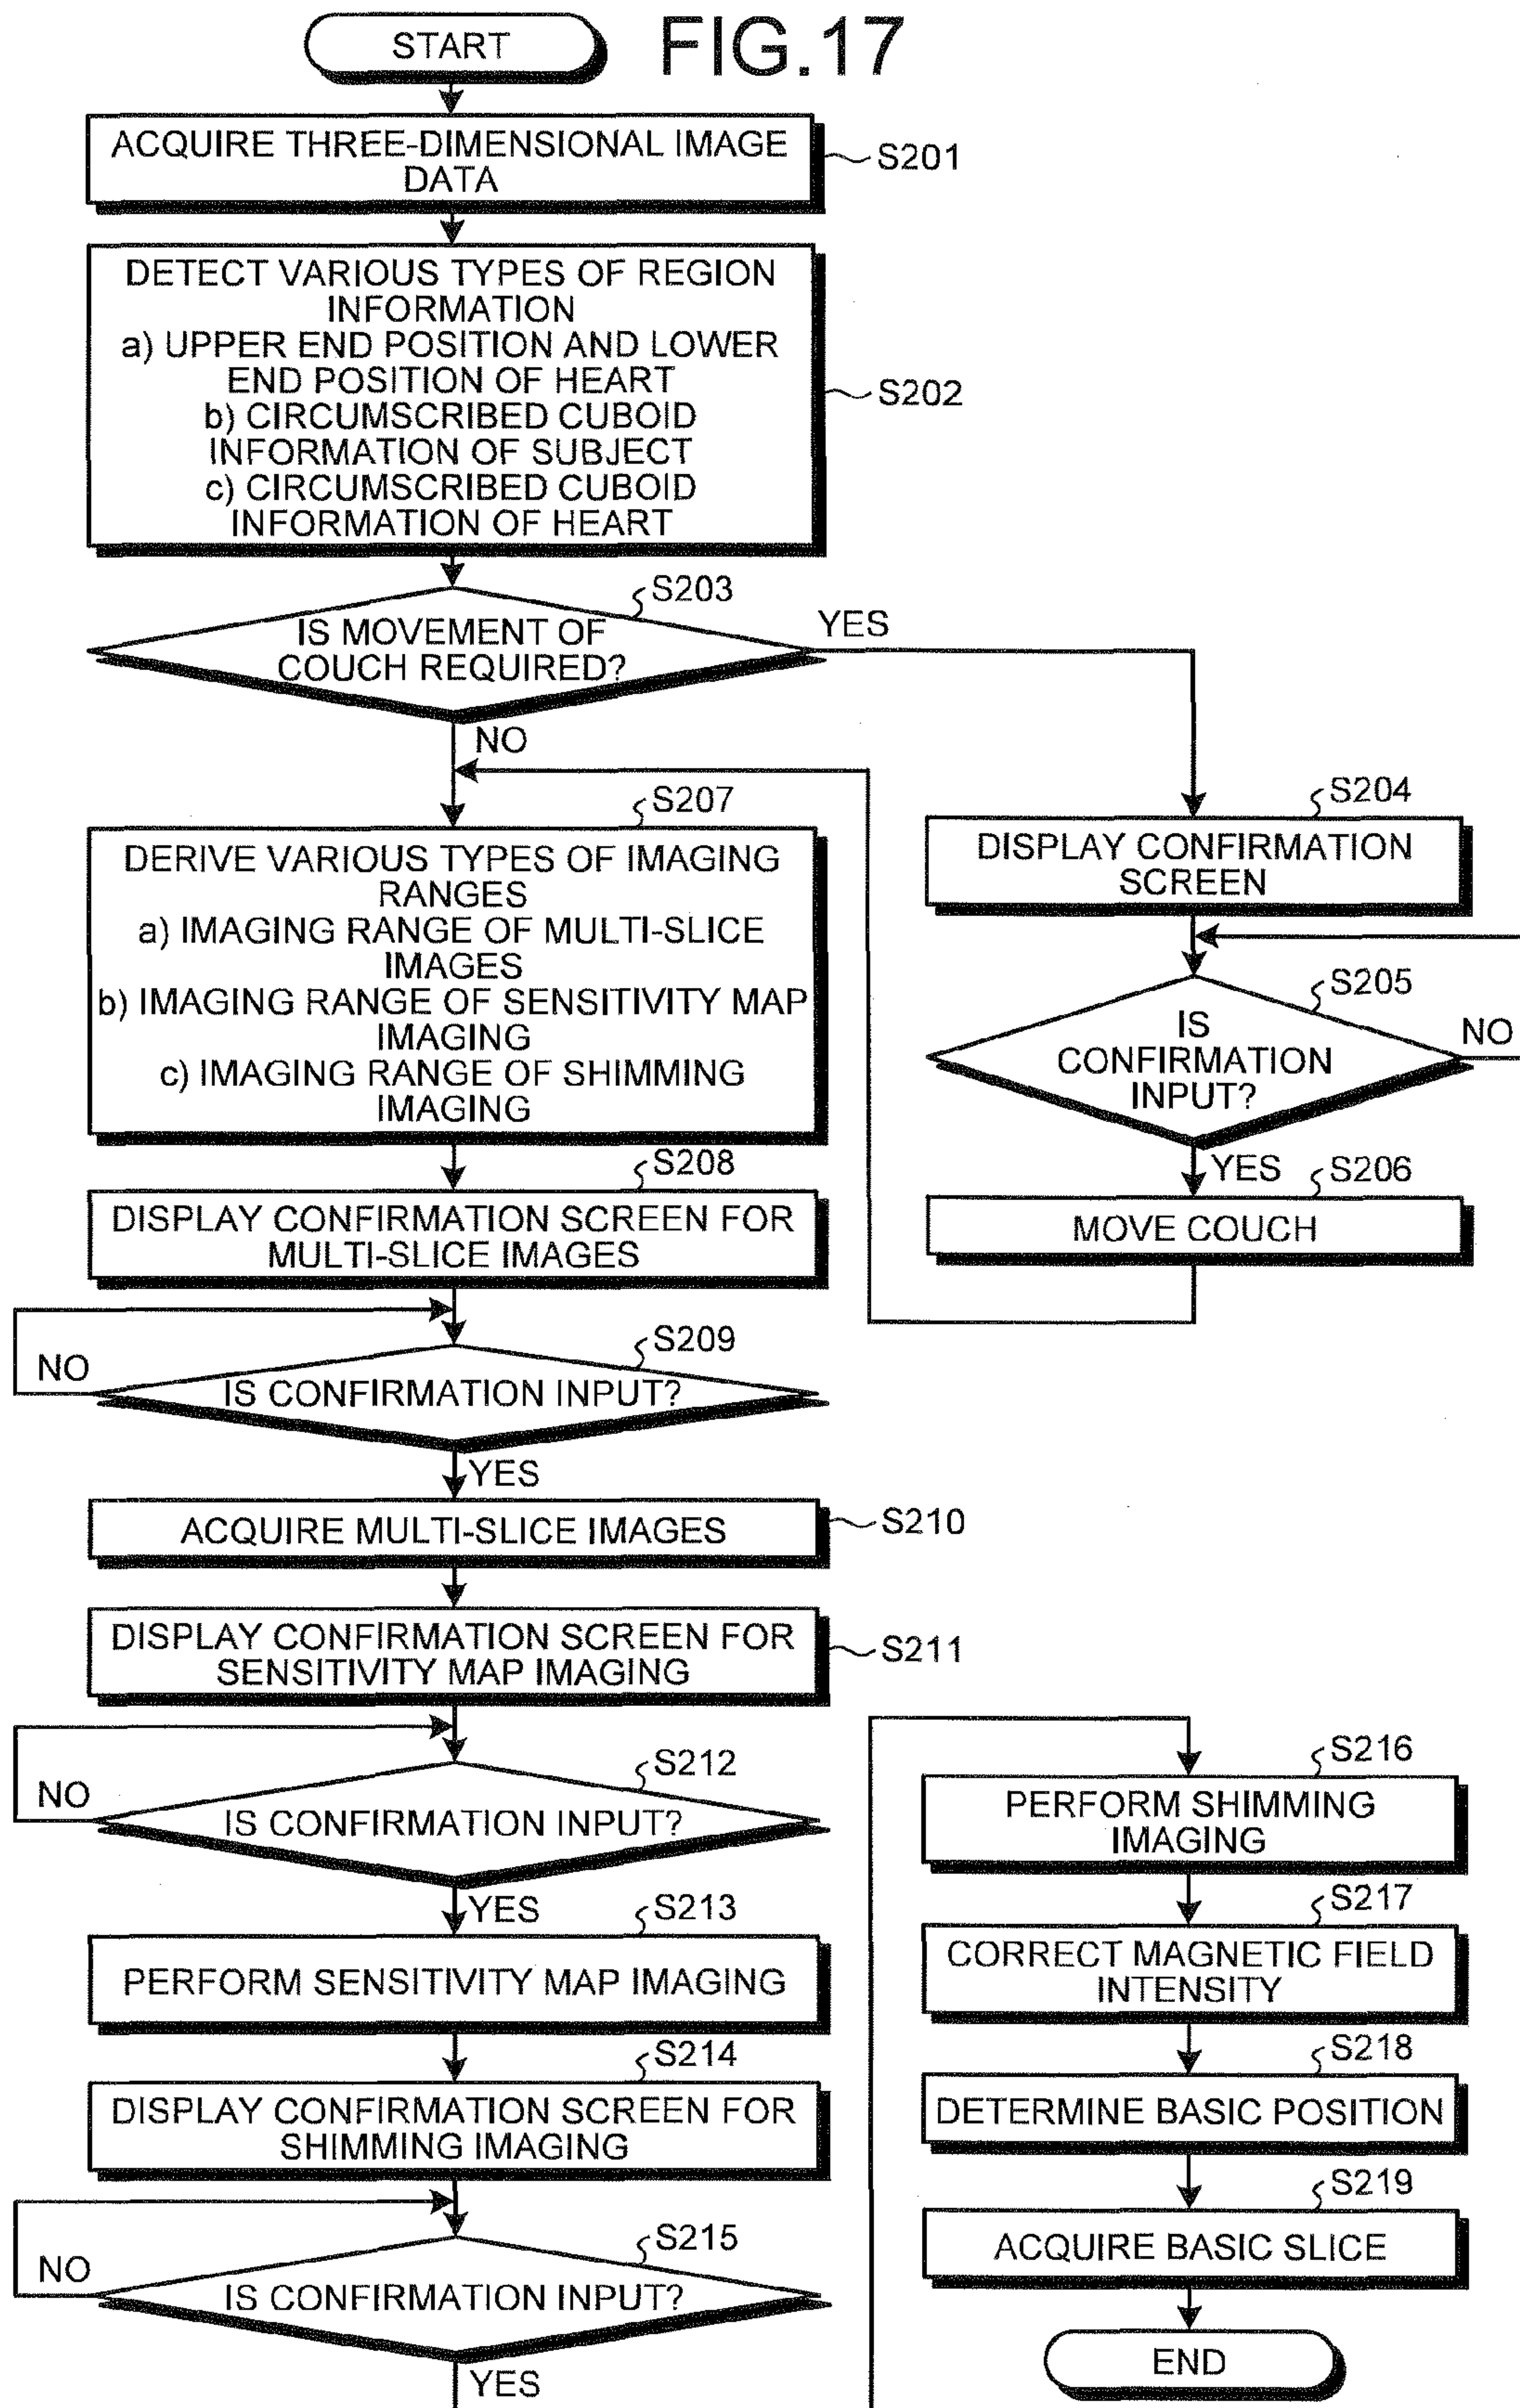 START
FIG.17
ACQUIRE THREE-DIMENSIONAL IMAGE
DATA
S201
DETECT VARIOUS TYPES OF REGION
INFORMATION
a) UPPER END POSITION AND LOWER
END POSITION OF HEART
b) CIRCUMSCRIBED CUBOID
INFORMATION OF SUBJECT
c) CIRCUMSCRIBED CUBOID
INFORMATION OF HEART
S202
S203
IS MOVEMENT OF
COUCH REQUIRED?
YES
NO
S204
DISPLAY CONFIRMATION
SCREEN
S205
IS
CONFIRMATION
INPUT?
NO
YES
S206
MOVE COUCH
S207
DERIVE VARIOUS TYPES OF IMAGING
RANGES
a) IMAGING RANGE OF MULTI-SLICE
IMAGES
b) IMAGING RANGE OF SENSITIVITY MAP
IMAGING
c) IMAGING RANGE OF SHIMMING
IMAGING
S208
DISPLAY CONFIRMATION SCREEN FOR
MULTI-SLICE IMAGES
S209
NO
IS CONFIRMATION INPUT?
YES
ACQUIRE MULTI-SLICE IMAGES
S210
DISPLAY CONFIRMATION SCREEN FOR
SENSITIVITY MAP IMAGING
S211
S212
NO
IS CONFIRMATION INPUT?
YES
S213
PERFORM SENSITIVITY MAP IMAGING
S214
DISPLAY CONFIRMATION SCREEN FOR
SHIMMING IMAGING
S215
NO
IS CONFIRMATION INPUT?
YES
S216
PERFORM SHIMMING
IMAGING
S217
CORRECT MAGNETIC FIELD
INTENSITY
S218
DETERMINE BASIC POSITION
S219
ACQUIRE BASIC SLICE
END